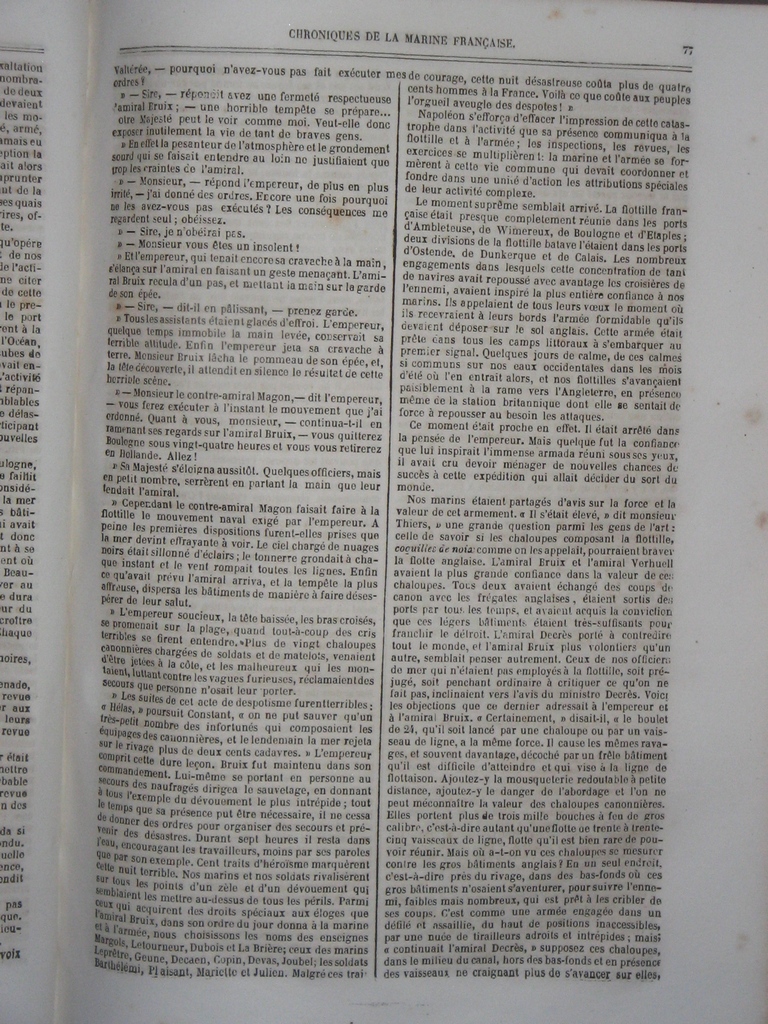 CHRONIQUES DE LA MARINE FRANÇAISE.
77
— pourquoi n'avez-vous pas fait exécuter mes
ordres?
» — Sire, — répondit avec une fermeté respectueuse
l'amiral Bruix; — une horrible tempête se prépare...
otre Majesté peut le voir comme moi. Veut-elle donc
exposer inutilement la vie de tant de braves gens.
» En effet la pesanteur de l'atmosphère et le grondement
sourd qui se faisait entendre au loin ne justifiaient que
trop les craintes de l'amiral.
» — Monsieur, — répond l'empereur, de plus en plus
irrité, — j'ai donné des ordres. Encore une fois pourquoi
ne les avez-vous pas exécutés? Les conséquences me
regardent seul; obéissez.
» — Sire, je n'obéirai pas.
» — Monsieur vous êtes un insolent!
» Et l'empereur, qui tenait encore sa cravache à la main,
s'élança sur l'amiral en faisant un geste menaçant. L'ami-
ral Bruix recula d'un pas, et mettant la main sur la garde
de son épée.
» — Sire, — dit-il en pâlissant, — prenez garde.
» Tous les assistants étaient glacés d'effroi. L'empereur,
quelque temps immobile la main levée, conservait sa
terrible attitude. Enfin l'empereur jeta sa cravache à
terre. Monsieur Bruix lâcha le pommeau de son épée, et,
la tête découverte, il attendit en silence le résultat de cette
horrible scène.
» — Monsieur le contre-amiral Magon, — dit l'empereur,
— vous ferez exécuter à l'instant le mouvement que j'ai
ordonné. Quant à vous, monsieur, — continua-t-il en
ramenant ses regards sur l'amiral Bruix, — vous quitterez
Boulogne sous vingt-quatre heures et vous vous retirerez
en Hollande. Allez!
» Sa Majesté s'éloigna aussitôt. Quelques officiers, mais
en petit nombre, serrèrent en partant la main que leur
tendait l'amiral.
» Cependant le contre-amiral Magon faisait faire à la
flottille le mouvement naval exigé par l'empereur. A
peine les premières dispositions furent-elles prises que
la mer devint effrayante à voir. Le ciel chargé de nuages
noirs était sillonné d'éclairs; le tonnerre grondait à cha-
que instant et le vent rompait toutes les lignes. Enfin
ce qu'avait prévu l'amiral arriva, et la tempête la plus
affreuse, dispersa les bâtiments de manière à faire déses-
pérer de leur salut.
» L'empereur soucieux, la tête baissée, les bras croisés,
se promenait sur la plage, quand tout-à-coup des cris
terribles se firent entendre. »Plus de vingt chaloupes
canonnières chargées de soldats et de matelots, venaient
d'être jetées à la côte, et les malheureux qui les mon-
taient, luttant contre les vagues furieuses, réclamaient des
secours que personne n'osait leur porter.
» Les suites de cet acte de despotisme furent terribles:
« Hélas, » poursuit Constant, « on ne put sauver qu'un
très-petit nombre des infortunés qui composaient les
équipages des canonnières, et le lendemain la mer rejeta
sur le rivage plus de deux cents cadavres. » L'empereur
comprit cette dure leçon. Bruix fut maintenu dans son
commandement. Lui-même se portant en personne au
secours des naufragés dirigea le sauvetage, en donnant
à tous l'exemple du dévouement le plus intrépide; tout
le temps que sa présence put être nécessaire, il ne cessa
de donner des ordres pour organiser des secours et pré-
venir des désastres. Durant sept heures il resta dans
l'eau, encourageant les travailleurs, moins par ses paroles
que par son exemple. Cent traits d'héroïsme marquèrent
cette nuit terrible. Nos marins et nos soldats rivalisèrent
sur tous les points d'un zèle et d'un dévouement qui
semblaient les mettre au-dessus de tous les périls. Parmi
ceux qui acquirent des droits spéciaux aux éloges que
l'amiral Bruix, dans son ordre du jour donna à la marine
et à l'armée, nous choisissons les noms des enseignes
Margois, Letourneur, Dubois et La Brière; ceux des marins
Leprêtre, Geune, Decaen, Copin, Devas, Joubel; les soldats
Barthélemi, Plaisant, Mariette et Julien. Malgré ces trai-
de courage, cette nuit désastreuse coûta plus de quatre
cents hommes à la France. Voilà ce que coûte aux peuples
l'orgueil aveugle des despotes! »
Napoléon s'efforça d'effacer l'impression de cette catas-
trophe dans l'activité que sa présence communiqua à la
flottille et à l'armée; les inspections, les revues, les
exercices se multiplièrent: la marine et l'armée se for-
mèrent à cette vie commune qui devait coordonner et
fondre dans une unité d'action les attributions spéciales
de leur activité complexe.
Le moment suprême semblait arrivé. La flottille fran-
çaise était presque complètement réunie dans les ports
d'Ambleteuse, de Wimereux, de Boulogne et d'Etaples;
deux divisions de la flottille batave l'étaient dans les ports
d'Ostende, de Dunkerque et de Calais. Les nombreux
engagements dans lesquels cette concentration de tant
de navires avait repoussé avec avantage les croisières de
l'ennemi, avaient inspiré la plus entière confiance à nos
marins. Ils appelaient de tous leurs vœux le moment où
ils recevraient à leurs bords l'armée formidable qu'ils
devaient déposer sur le sol anglais. Cette armée était
prête dans tous les camps littoraux à s'embarquer au
premier signal. Quelques jours de calme, de ces calmes
si communs sur nos eaux occidentales dans les mois
d'été où l'on entrait alors, et nos flottilles s'avançaient
paisiblement à la rame vers l'Angleterre, en présence
même de la station britannique dont elle se sentait de
force à repousser au besoin les attaques.
Ce moment était proche en effet. Il était arrêté dans
la pensée de l'empereur. Mais quelque fut la confiance
que lui inspirait l'immense armada réuni sous ses yeux,
il avait cru devoir ménager de nouvelles chances de
succès à cette expédition qui allait décider du sort du
monde.
Nos marins étaient partagés d'avis sur la force et la
valeur de cet armement. « Il s'était élevé, » dit monsieur
Thiers, » une grande question parmi les gens de l'art:
celle de savoir si les chaloupes composant la flottille,
coquilles de noix comme on les appelait, pourraient braver
la flotte anglaise. L'amiral Bruix et l'amiral Verhuell
avaient la plus grande confiance dans la valeur de ces
chaloupes. Tous deux avaient échangé des coups de
canon avec les frégates anglaises, étaient sortis des
ports par tous les temps, et avaient acquis la conviction
que ces légers bâtiments étaient très-suffisants pour
franchir le détroit. L'amiral Decrès porté à contredire
tout le monde, et l'amiral Bruix plus volontiers qu'un
autre, semblait penser autrement. Ceux de nos officiers
de mer qui n'étaient pas employés à la flottille, soit pré-
jugé, soit penchant ordinaire à critiquer ce qu'on ne
fait pas, inclinaient vers l'avis du ministre Decrès. Voici
les objections que ce dernier adressait à l'empereur et
à l'amiral Bruix. « Certainement, » disait-il, « le boulet
de 24, qu'il soit lancé par une chaloupe ou par un vais-
seau de ligne, a la même force. Il cause les mêmes rava-
ges, et souvent davantage, décoché par un frêle bâtiment
qu'il est difficile d'atteindre et qui vise à la ligne de
flottaison. Ajoutez-y la mousqueterie redoutable à petite
distance, ajoutez-y le danger de l'abordage et l'on ne
peut méconnaître la valeur des chaloupes canonnières.
Elles portent plus de trois mille bouches à feu de gros
calibre, c'est-à-dire autant qu'une flotte de trente à trente-
cinq vaisseaux de ligne, flotte qu'il est bien rare de pou-
voir réunir. Mais où a-t-on vu ces chaloupes se mesurer
contre les gros bâtiments anglais? En un seul endroit,
c'est-à-dire près du rivage, dans des bas-fonds où ces
gros bâtiments n'osaient s'aventurer, pour suivre l'enne-
mi, faibles mais nombreux, qui est prêt à les cribler de
ses coups. C'est comme une armée engagée dans un
défilé et assaillie, du haut de positions inaccessibles,
par une nuée de tirailleurs adroits et intrépides; mais;
« continuait l'amiral Decrès, » supposez ces chaloupes,
dans le milieu du canal, hors des bas-fonds et en présence
des vaisseaux ne craignant plus de s'avancer sur elles,